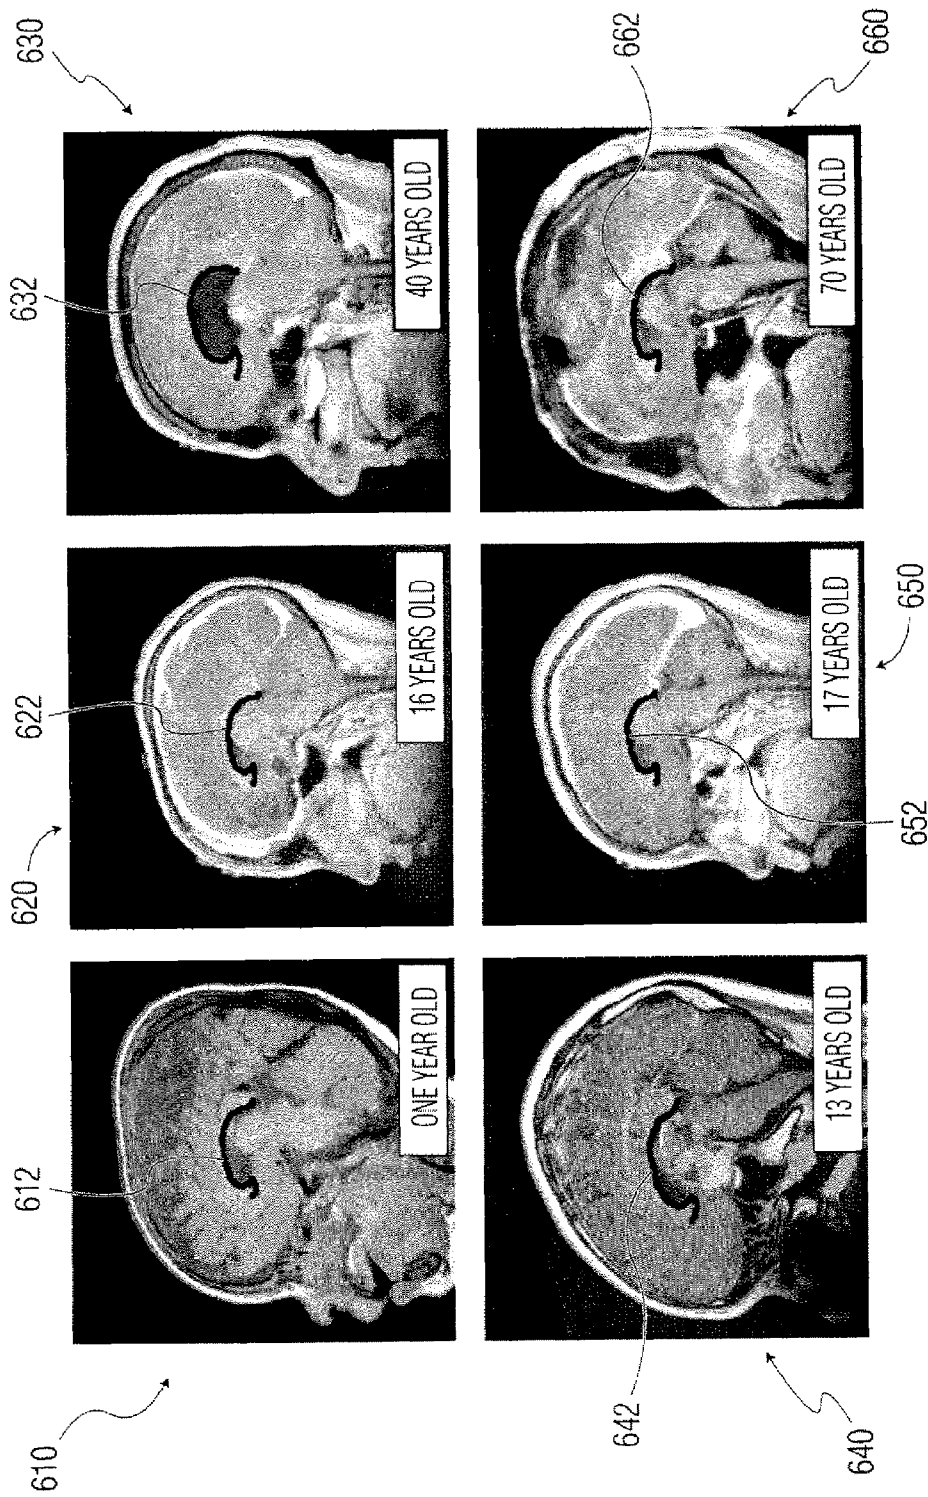 610
612
620
622
632
630
ONE YEAR OLD
16 YEARS OLD
40 YEARS OLD
642
662
13 YEARS OLD
17 YEARS OLD
70 YEARS OLD
640
652
650
660